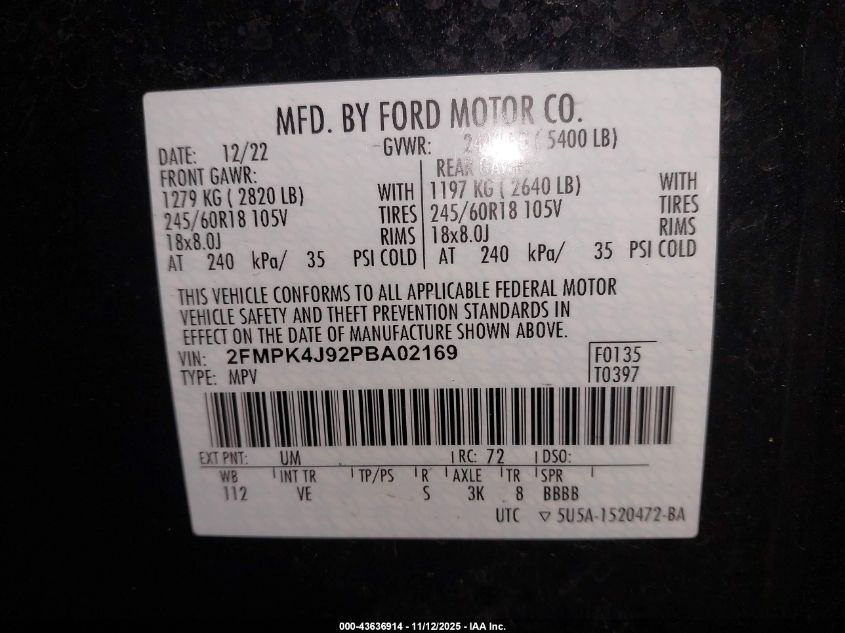 MFD. BY FORD MOTOR CO.
DATE: 12/22 GVWR: ( 5400 LB)
FRONT GAWR: REAR
1279 KG ( 2820 LB) WITH 1197 KG ( 2640 LB) WITH
245/60R18 105V TIRES 245/60R18 105V TIRES
18x8.0J RIMS 18x8.0J RIMS
AT 240 kPa/ 35 PSI COLD AT 240 kPa/ 35 PSI COLD
THIS VEHICLE CONFORMS TO ALL APPLICABLE FEDERAL MOTOR
VEHICLE SAFETY AND THEFT PREVENTION STANDARDS IN
EFFECT ON THE DATE OF MANUFACTURE SHOWN ABOVE.
VIN: 2FMPK4J92PBA02169 F0135
TYPE: MPV T0397
EXT PNT: UM RC: 72 DSO:
WB INT TR TP/PS R AXLE TR SPR
112 VE S 3K 8 BBBB
UTC ▽ 5U5A-1520472-BA
000-43636914 - 11/12/2025 - IAA Inc.